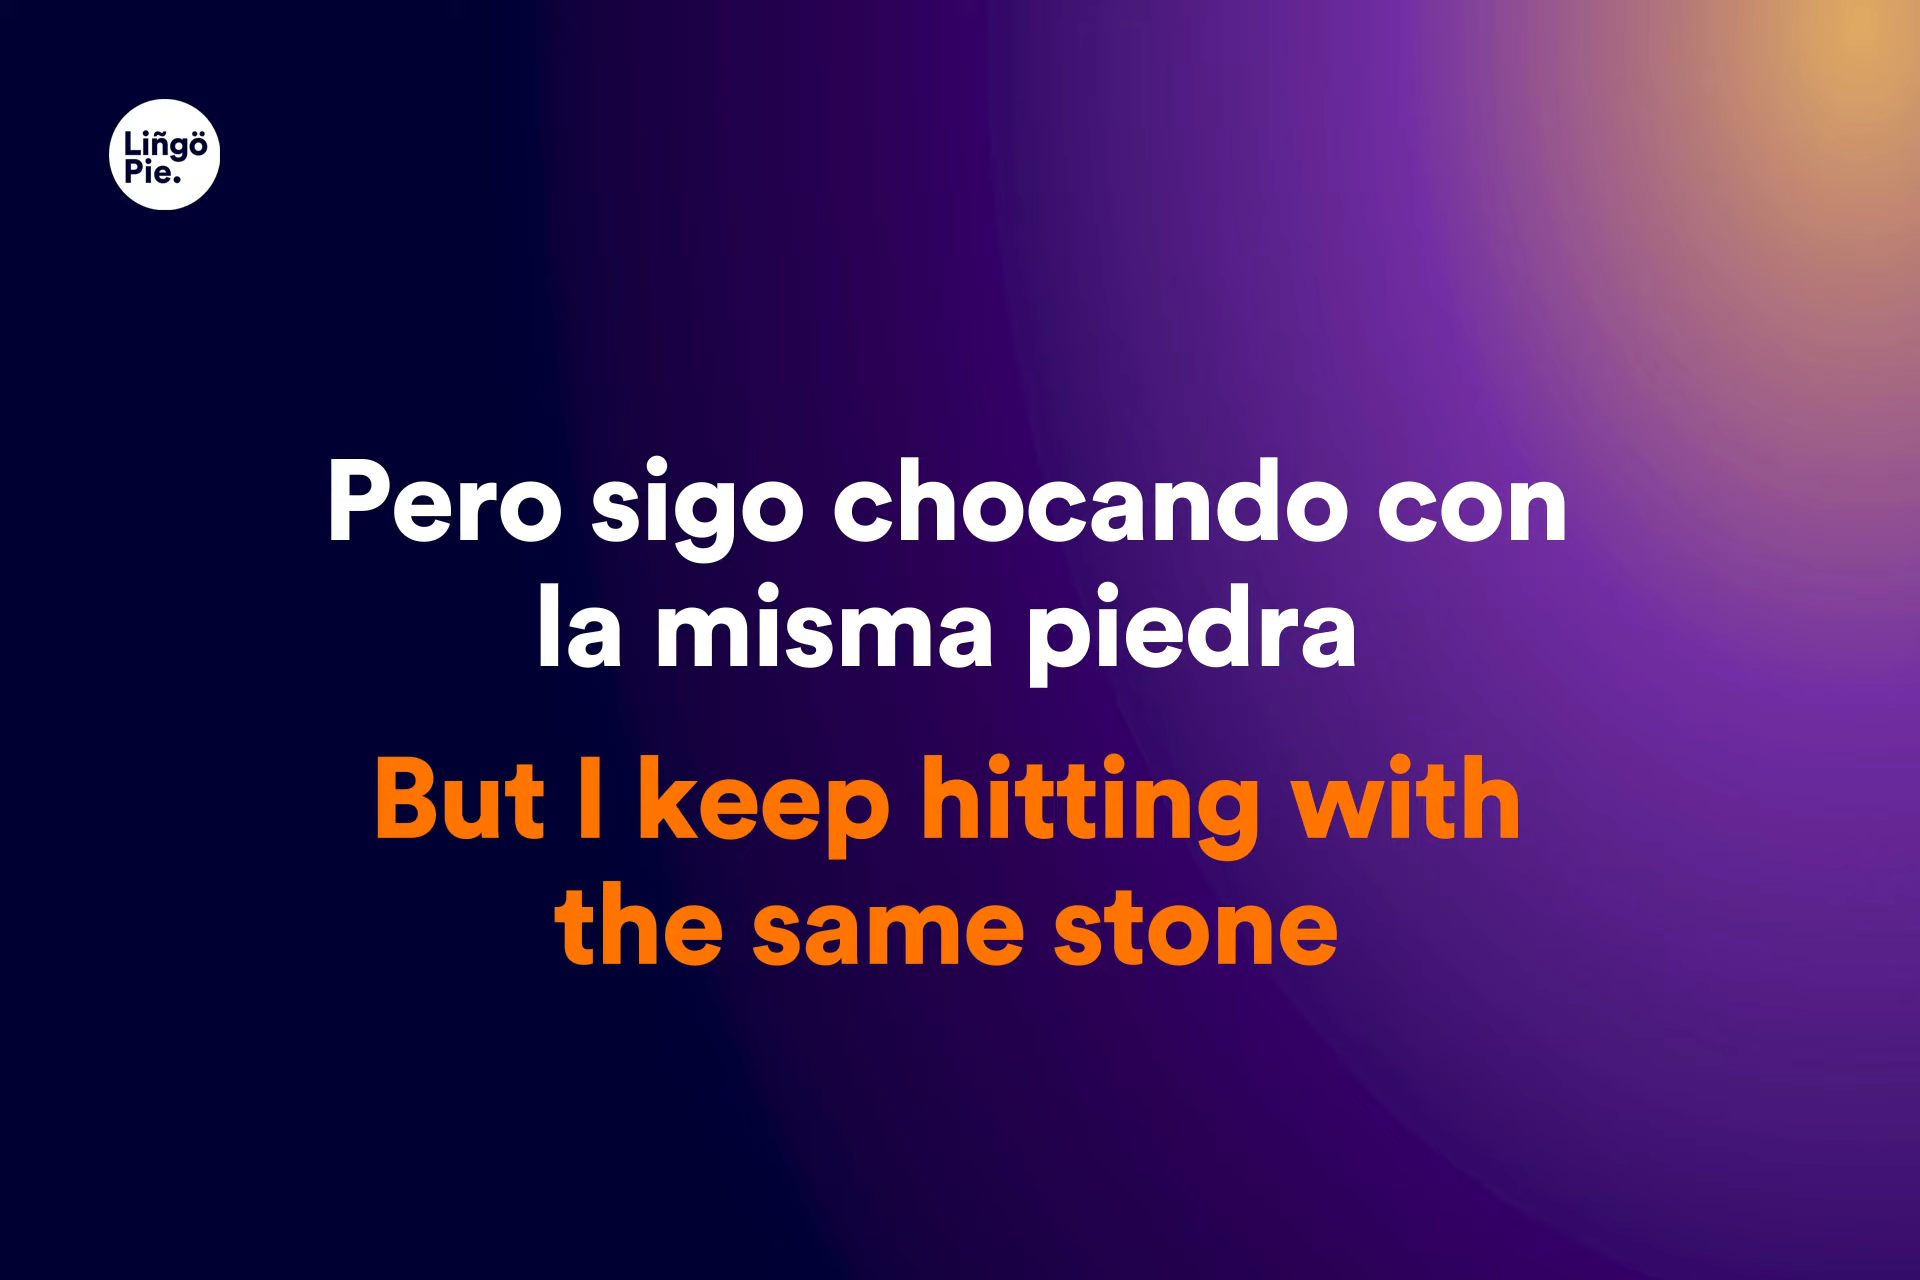 Liñgö
Pie.
Pero sigo chocando con
la misma piedra
But I keep hitting with
the same stone